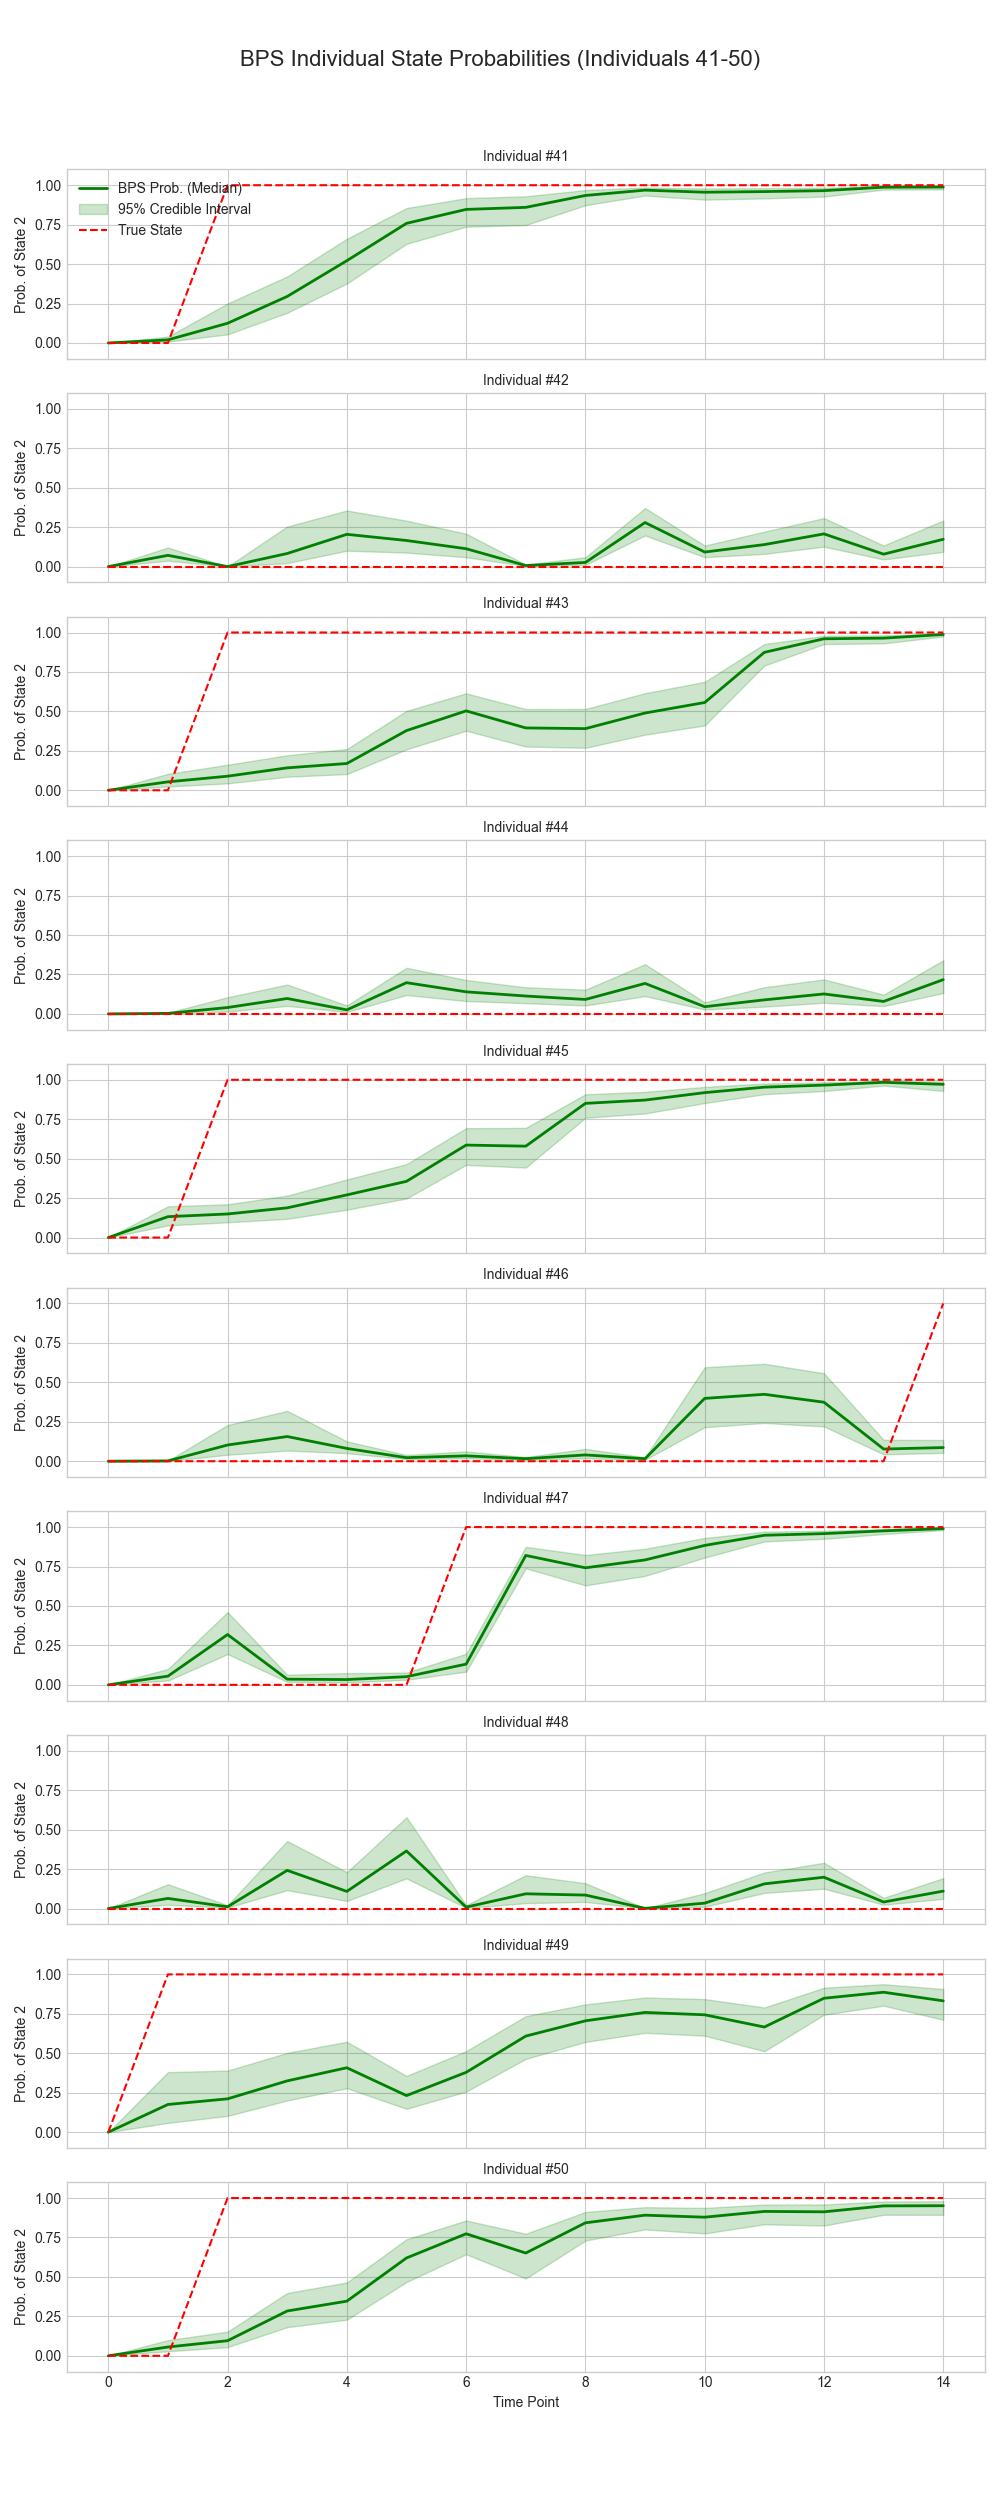 BPS Individual State Probabilities (Individuals 41-50)
Individual #41
BPS Prob. (Median)
95% Credible Interval
True State
Prob. of State 2
1.00
0.75
0.50
0.25
0.00
Individual #42
Prob. of State 2
1.00
0.75
0.50
0.25
0.00
Individual #43
Prob. of State 2
1.00
0.75
0.50
0.25
0.00
Individual #44
Prob. of State 2
1.00
0.75
0.50
0.25
0.00
Individual #45
Prob. of State 2
1.00
0.75
0.50
0.25
0.00
Individual #46
Prob. of State 2
1.00
0.75
0.50
0.25
0.00
Individual #47
Prob. of State 2
1.00
0.75
0.50
0.25
0.00
Individual #48
Prob. of State 2
1.00
0.75
0.50
0.25
0.00
Individual #49
Prob. of State 2
1.00
0.75
0.50
0.25
0.00
Individual #50
Prob. of State 2
1.00
0.75
0.50
0.25
0.00
0 2 4 6 8 10 12 14
Time Point